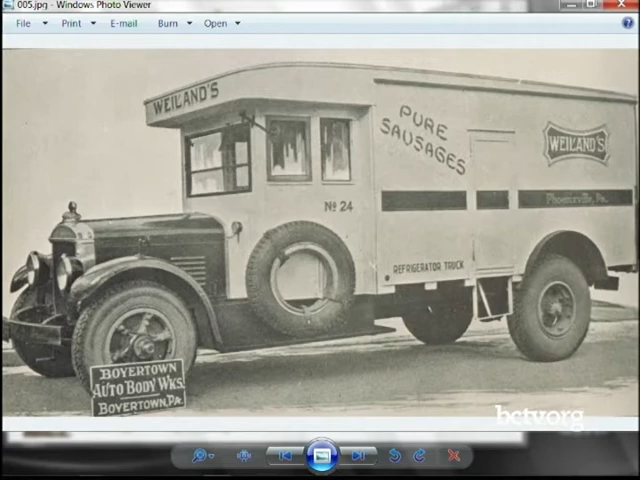 005.jpg - Windows Photo Viewer
File Print E-mail Burn Open
WEILAND'S
PURE
SAUSAGES
WEILAND'S
Phoenixville, Pa.
No 24
REFRIGERATOR TRUCK
BOYERTOWN
AUTO BODY WKS.
BOYERTOWN, PA.
bctv.org